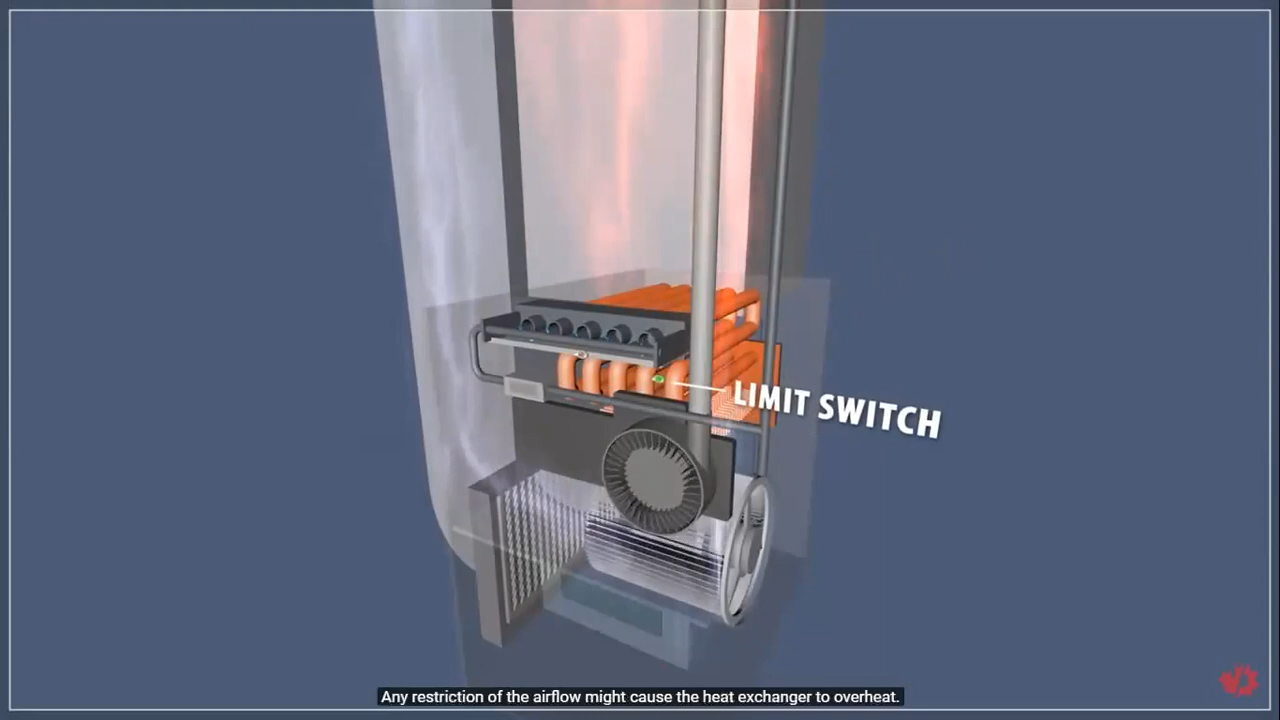 LIMIT SWITCH
Any restriction of the airflow might cause the heat exchanger to overheat.